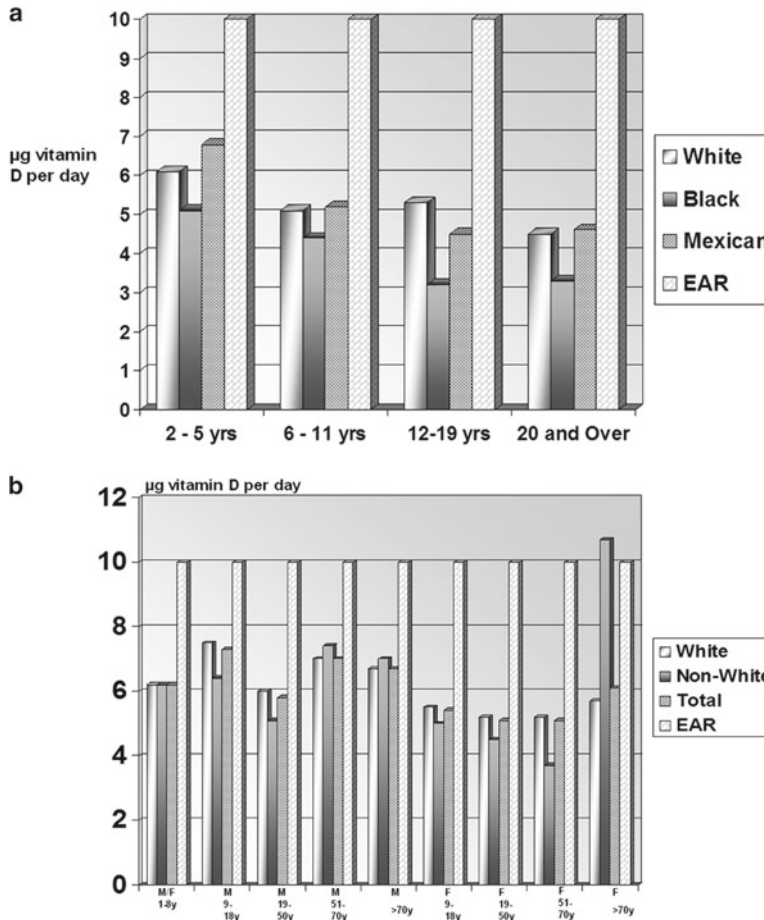 a
µg vitamin
D per day
10
9
8
7
6
5
4
3
2
1
0
2 - 5 yrs 6 - 11 yrs 12-19 yrs 20 and Over
White
Black
Mexican
EAR
b
µg vitamin D per day
12
10
8
6
4
2
0
M/F M M M M F F F F
1-8y 9- 19- 51- >70y 9- 19- 51- >70y
18y 50y 70y 18y 50y 70y
White
Non-White
Total
EAR